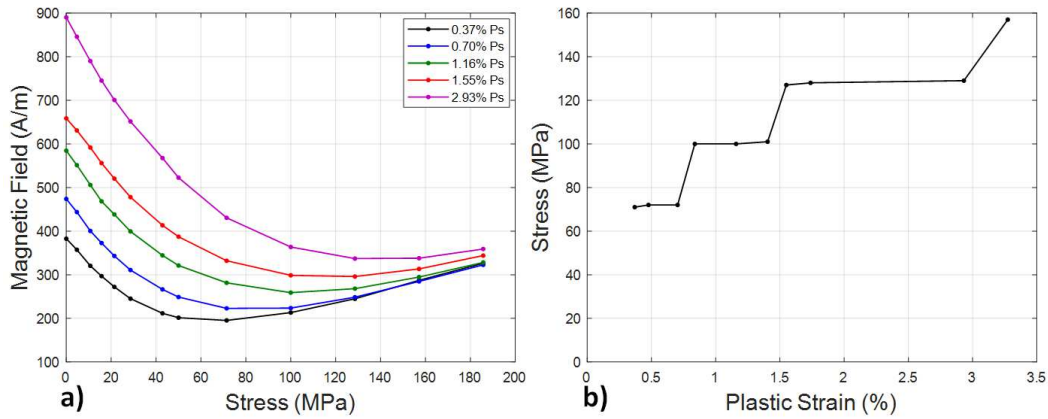 900
800
700
600
500
400
300
200
100
Magnetic Field (A/m)
0.37% Ps
0.70% Ps
1.16% Ps
1.55% Ps
2.93% Ps
0 20 40 60 80 100 120 140 160 180 200
a) Stress (MPa)
160
140
120
100
80
60
40
20
0
Stress (MPa)
0.5 1 1.5 2 2.5 3 3.5
b) Plastic Strain (%)